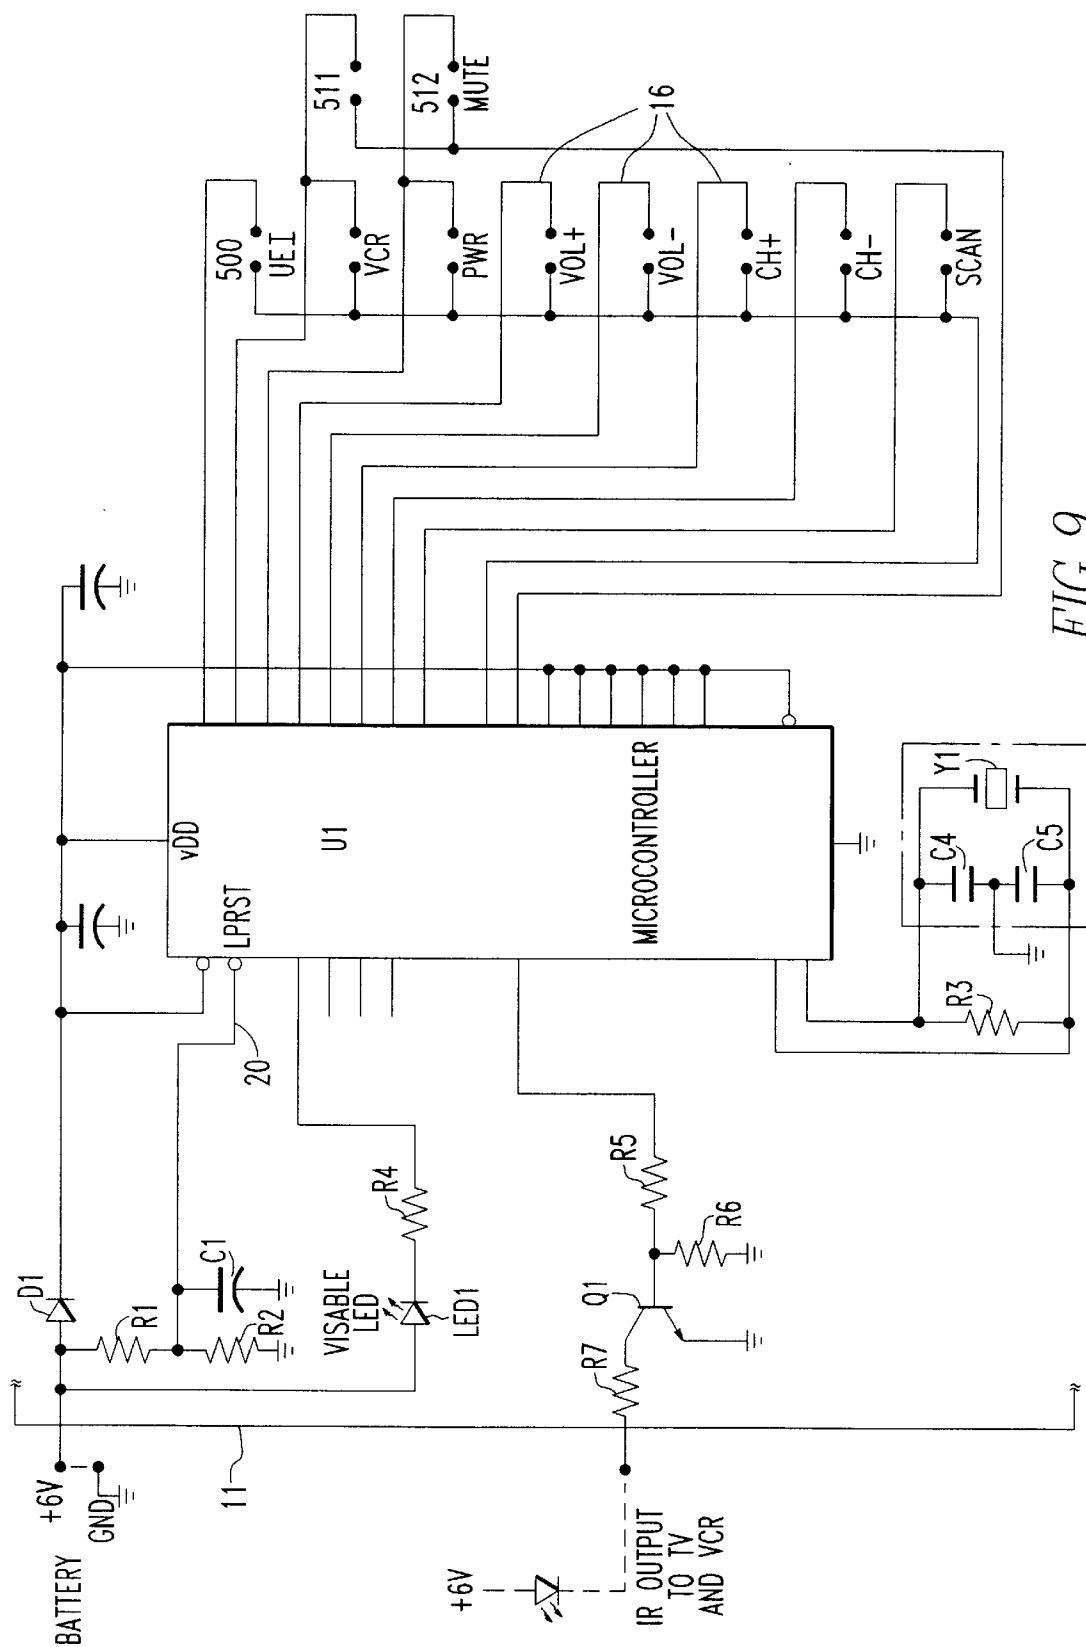 BATTERY
+6V
GND
11
D1
R1
R2
C1
20
VISABLE
LED
LED1
R4
+6V
IR OUTPUT
TO TV
AND VCR
R7
Q1
R5
R6
vDD
LPRST
U1
MICROCONTROLLER
R3
C4
C5
Y1
500
UEI
VCR
PWR
VOL+
VOL-
CH+
CH-
SCAN
511
512
MUTE
16
FIG. 9